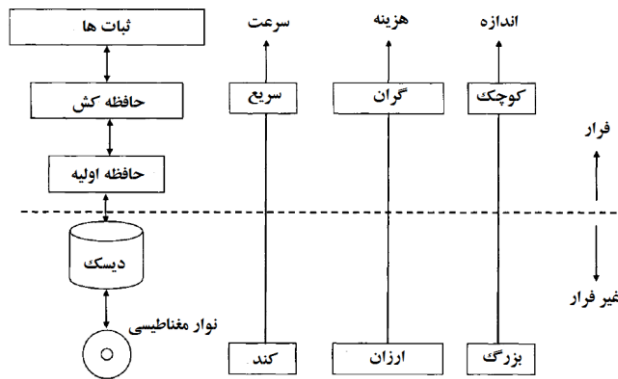 ثبات ها
سرعت
هزینه
اندازه
حافظه کش
سریع
گران
کوچک
فرار
حافظه اولیه
دیسک
غیر فرار
نوار مغناطیسی
کند
ارزان
بزرگ